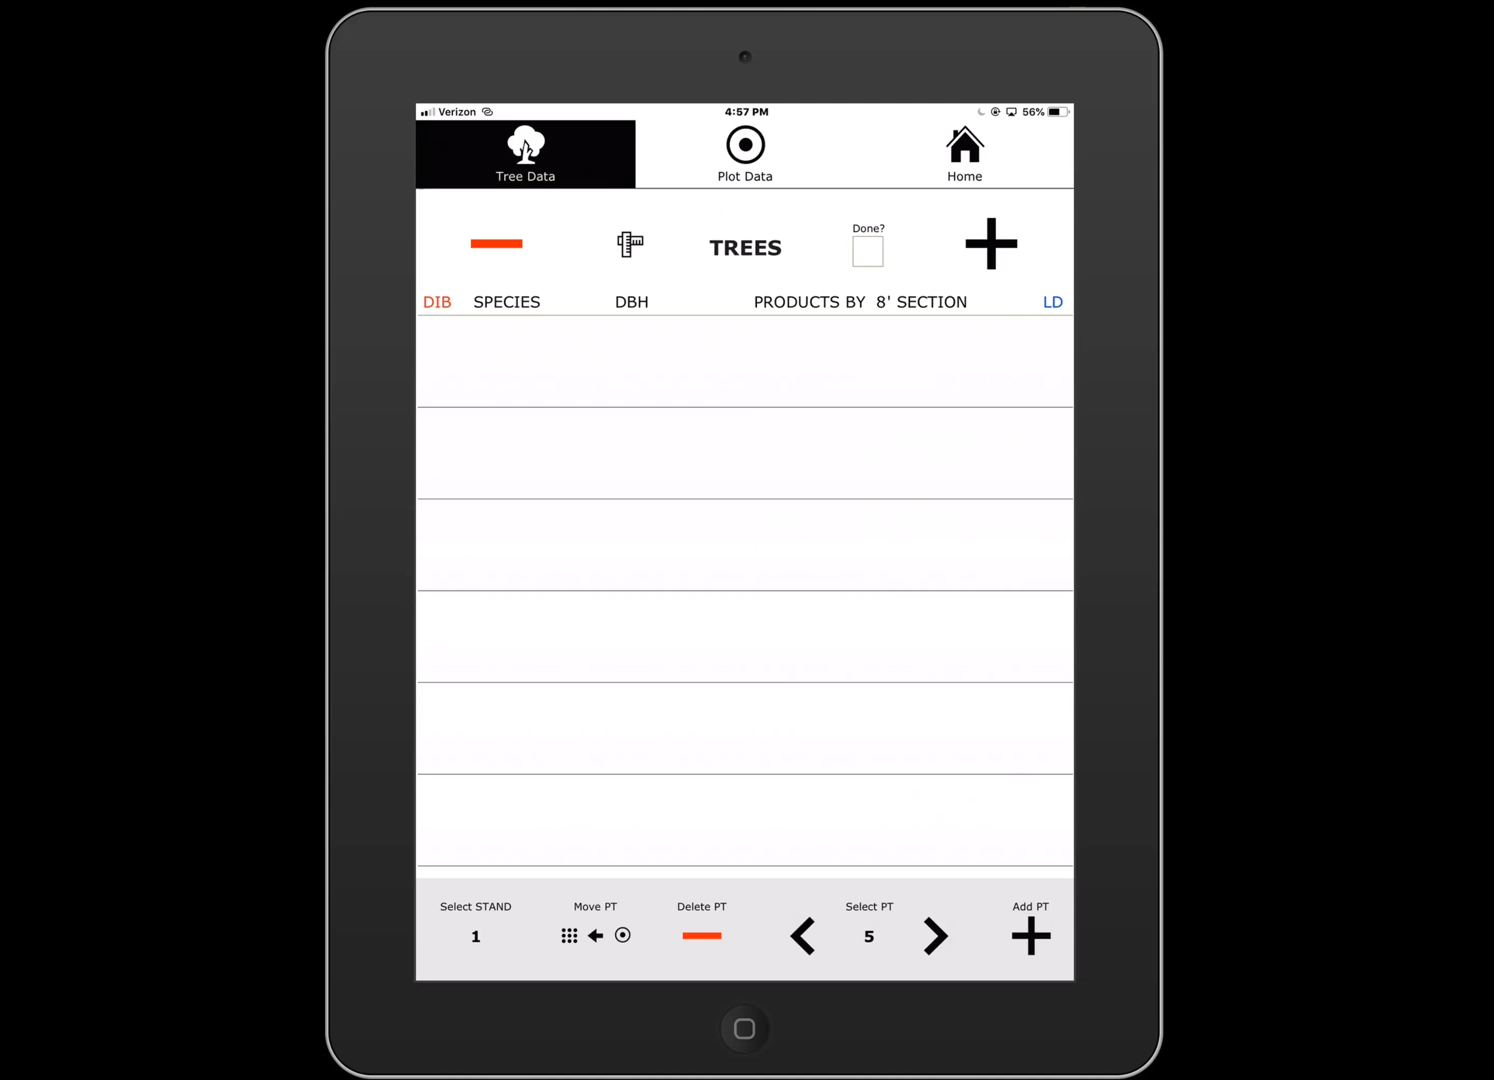 Verizon 4:57 PM 56%
Tree Data Plot Data Home
TREES Done?
DIB SPECIES DBH PRODUCTS BY 8' SECTION LD
Select STAND Move PT Delete PT Select PT Add PT
1 5